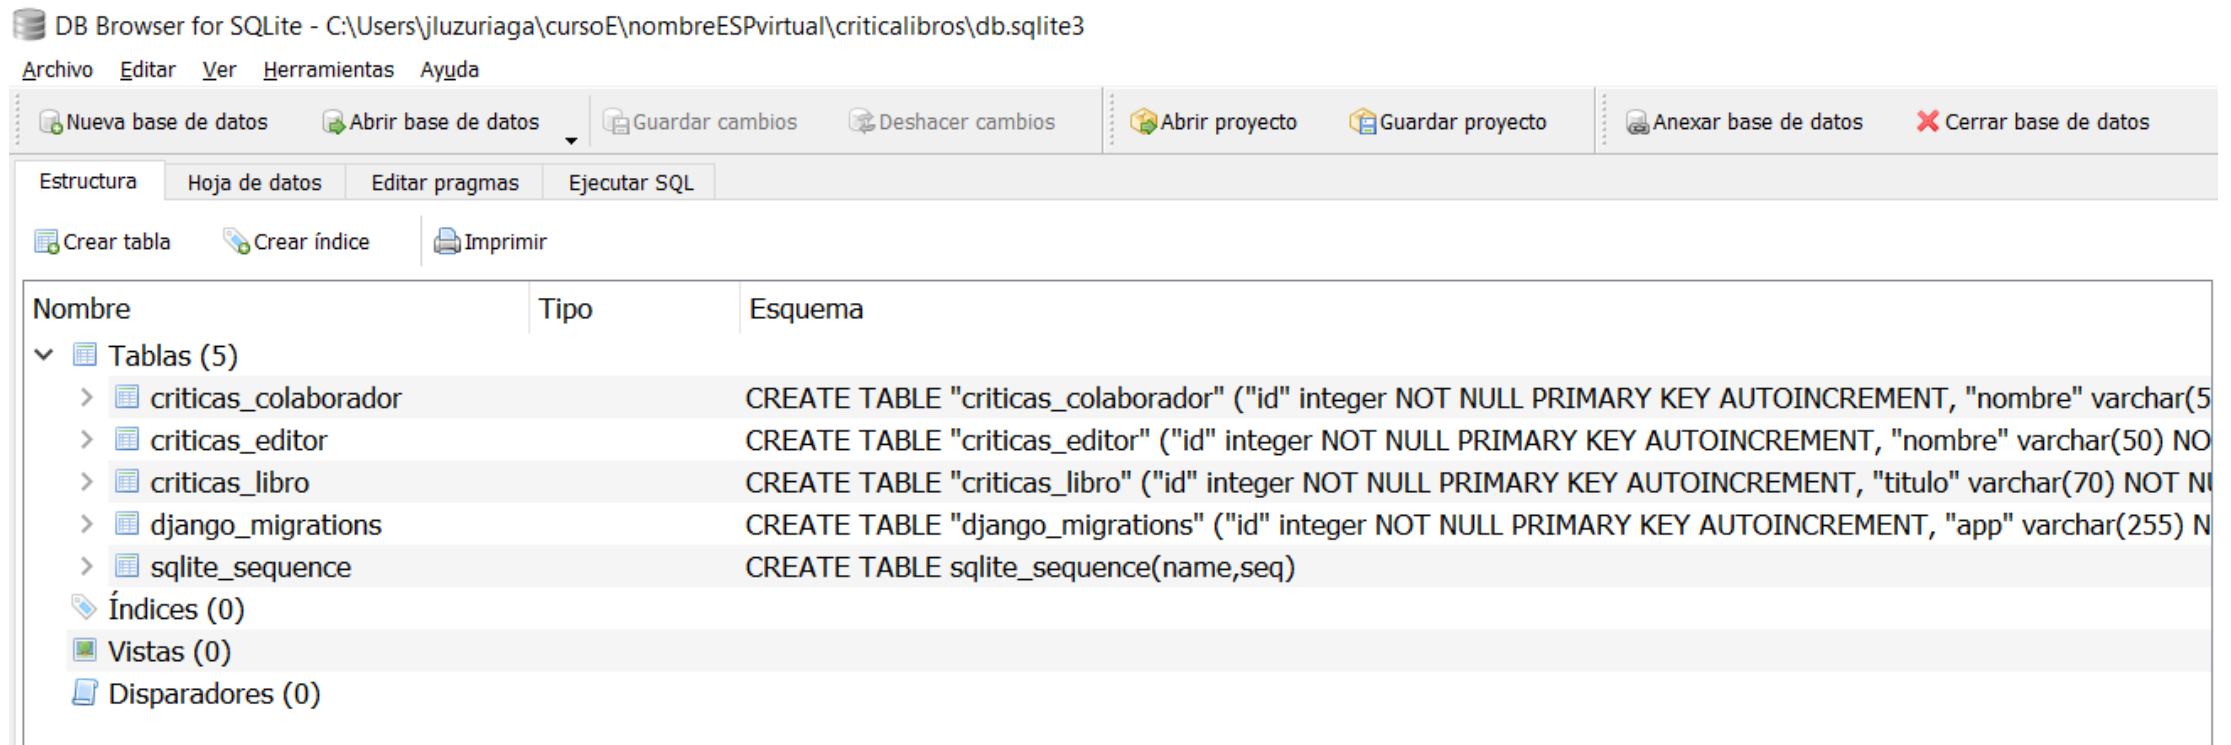 DB Browser for SQLite - C:\Users\jluzuriaga\cursoE\nombreESPvirtual\criticalibros\db.sqlite3
Archivo Editar Ver Herramientas Ayuda
Nueva base de datos Abrir base de datos Guardar cambios Deshacer cambios Abrir proyecto Guardar proyecto Anexar base de datos Cerrar base de datos
Estructura Hoja de datos Editar pragmas Ejecutar SQL
Crear tabla Crear índice Imprimir
Nombre Tipo Esquema
Tablas (5)
criticas_colaborador CREATE TABLE "criticas_colaborador" ("id" integer NOT NULL PRIMARY KEY AUTOINCREMENT, "nombre" varchar(5
criticas_editor CREATE TABLE "criticas_editor" ("id" integer NOT NULL PRIMARY KEY AUTOINCREMENT, "nombre" varchar(50) NO
criticas_libro CREATE TABLE "criticas_libro" ("id" integer NOT NULL PRIMARY KEY AUTOINCREMENT, "titulo" varchar(70) NOT NU
django_migrations CREATE TABLE "django_migrations" ("id" integer NOT NULL PRIMARY KEY AUTOINCREMENT, "app" varchar(255) N
sqlite_sequence CREATE TABLE sqlite_sequence(name,seq)
Índices (0)
Vistas (0)
Disparadores (0)